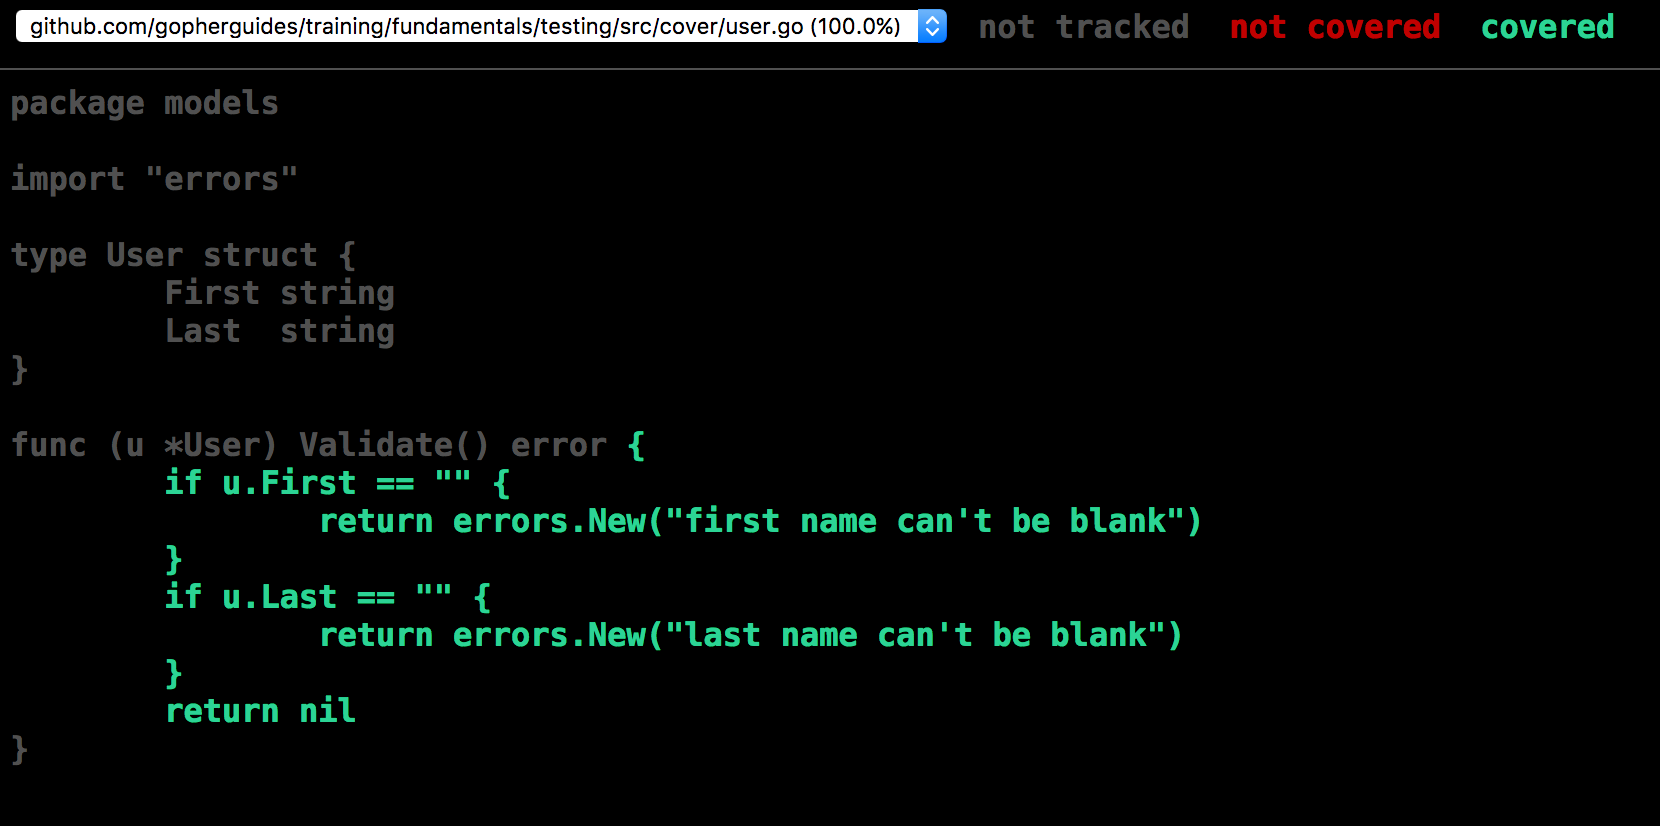 github.com/gopherguides/training/fundamentals/testing/src/cover/user.go (100.0%) not tracked not covered covered
package models
import "errors"
type User struct {
        First string
        Last  string
}
func (u *User) Validate() error {
        if u.First == "" {
                return errors.New("first name can't be blank")
        }
        if u.Last == "" {
                return errors.New("last name can't be blank")
        }
        return nil
}